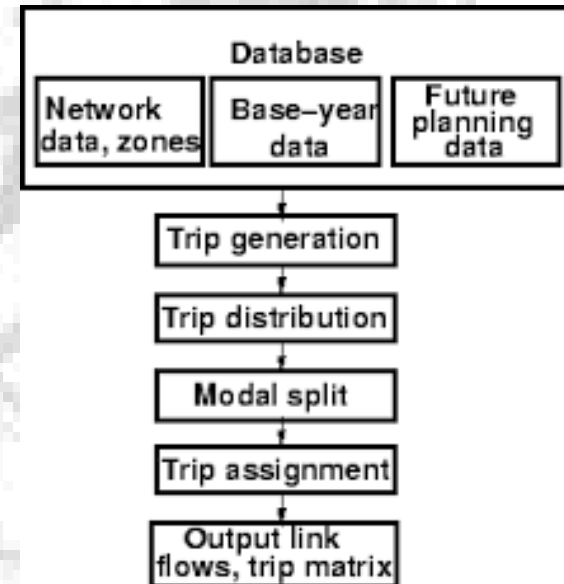 Database
Network
data, zones
Base–year
data
Future
planning
data
Trip generation
Trip distribution
Modal split
Trip assignment
Output link
flows, trip matrix